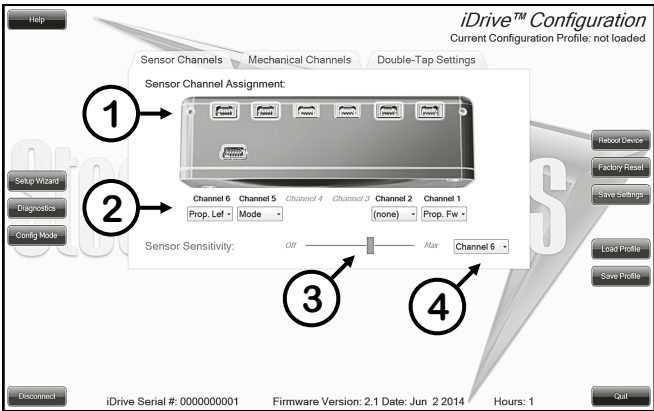 Help
iDrive™ Configuration
Current Configuration Profile: not loaded
Sensor Channels Mechanical Channels Double-Tap Settings
Sensor Channel Assignment:
1
Reboot Device
Factory Reset
Save Settings
Setup Wizard
Diagnostics
Config Mode
2
Channel 6 Channel 5 Channel 4 Channel 3 Channel 2 Channel 1
Prop. Lef Mode (none) Prop. Fw
Sensor Sensitivity: Off Max Channel 6
Load Profile
Save Profile
3
4
Disconnect iDrive Serial #: 0000000001 Firmware Version: 2.1 Date: Jun 2 2014 Hours: 1 Quit